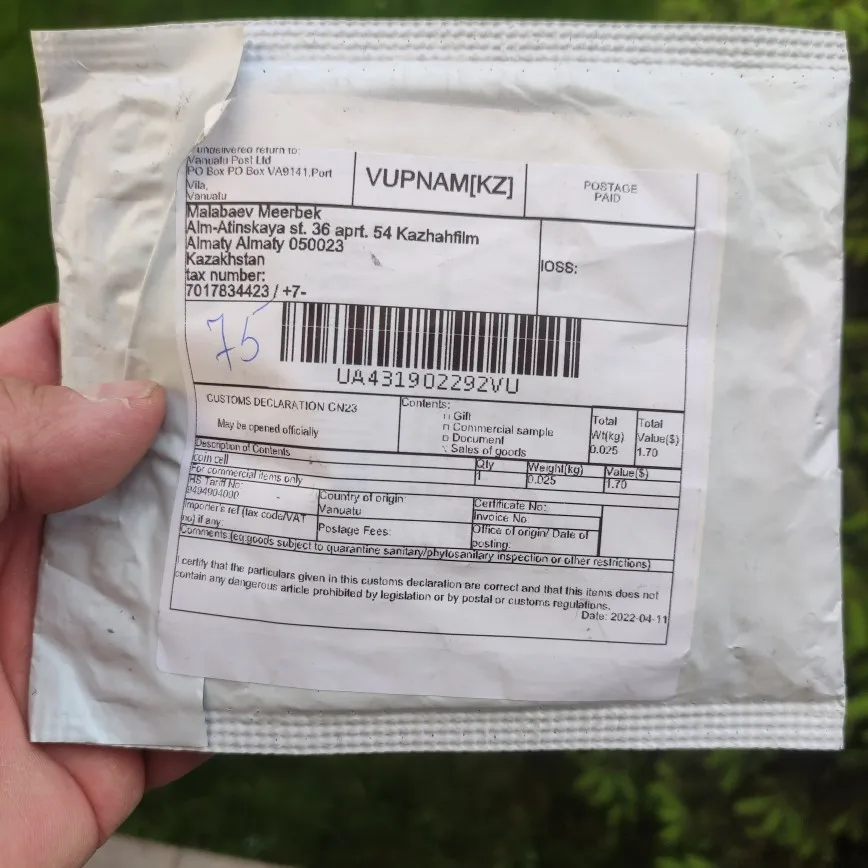 undelivered return to:
Vanuatu Post Ltd
PO Box PO Box VA9141,Port
Vila,
Vanuatu
VUPNAM[KZ]
POSTAGE
PAID
Malabaev Meerbek
Alm-Atinskaya st. 36 aprt. 54 Kazhahfilm
Almaty Almaty 050023
Kazakhstan
tax number:
7017834423 / +7-
IOSS:
75
UA431902292VU
CUSTOMS DECLARATION CN23
May be opened officially
Contents:
Gift
Commercial sample
Document
Sales of goods
Total
Wt(kg)
0.025
Total
Value($)
1.70
Description of Contents
Qty
Weight(kg)
Value($)
coin cell
1
0.025
1.70
For commercial items only
HS Tariff No:
9494904000
Country of origin:
Vanuatu
Certificate No:
Invoice No
Importer's ref (tax code/VAT
no) if any:
Postage Fees:
Office of origin/ Date of
posting:
Comments:(eg:goods subject to quarantine sanitary/phytosanitary inspection or other restrictions)
I certify that the particulars given in this customs declaration are correct and that this items does not
contain any dangerous article prohibited by legislation or by postal or customs regulations.
Date: 2022-04-11